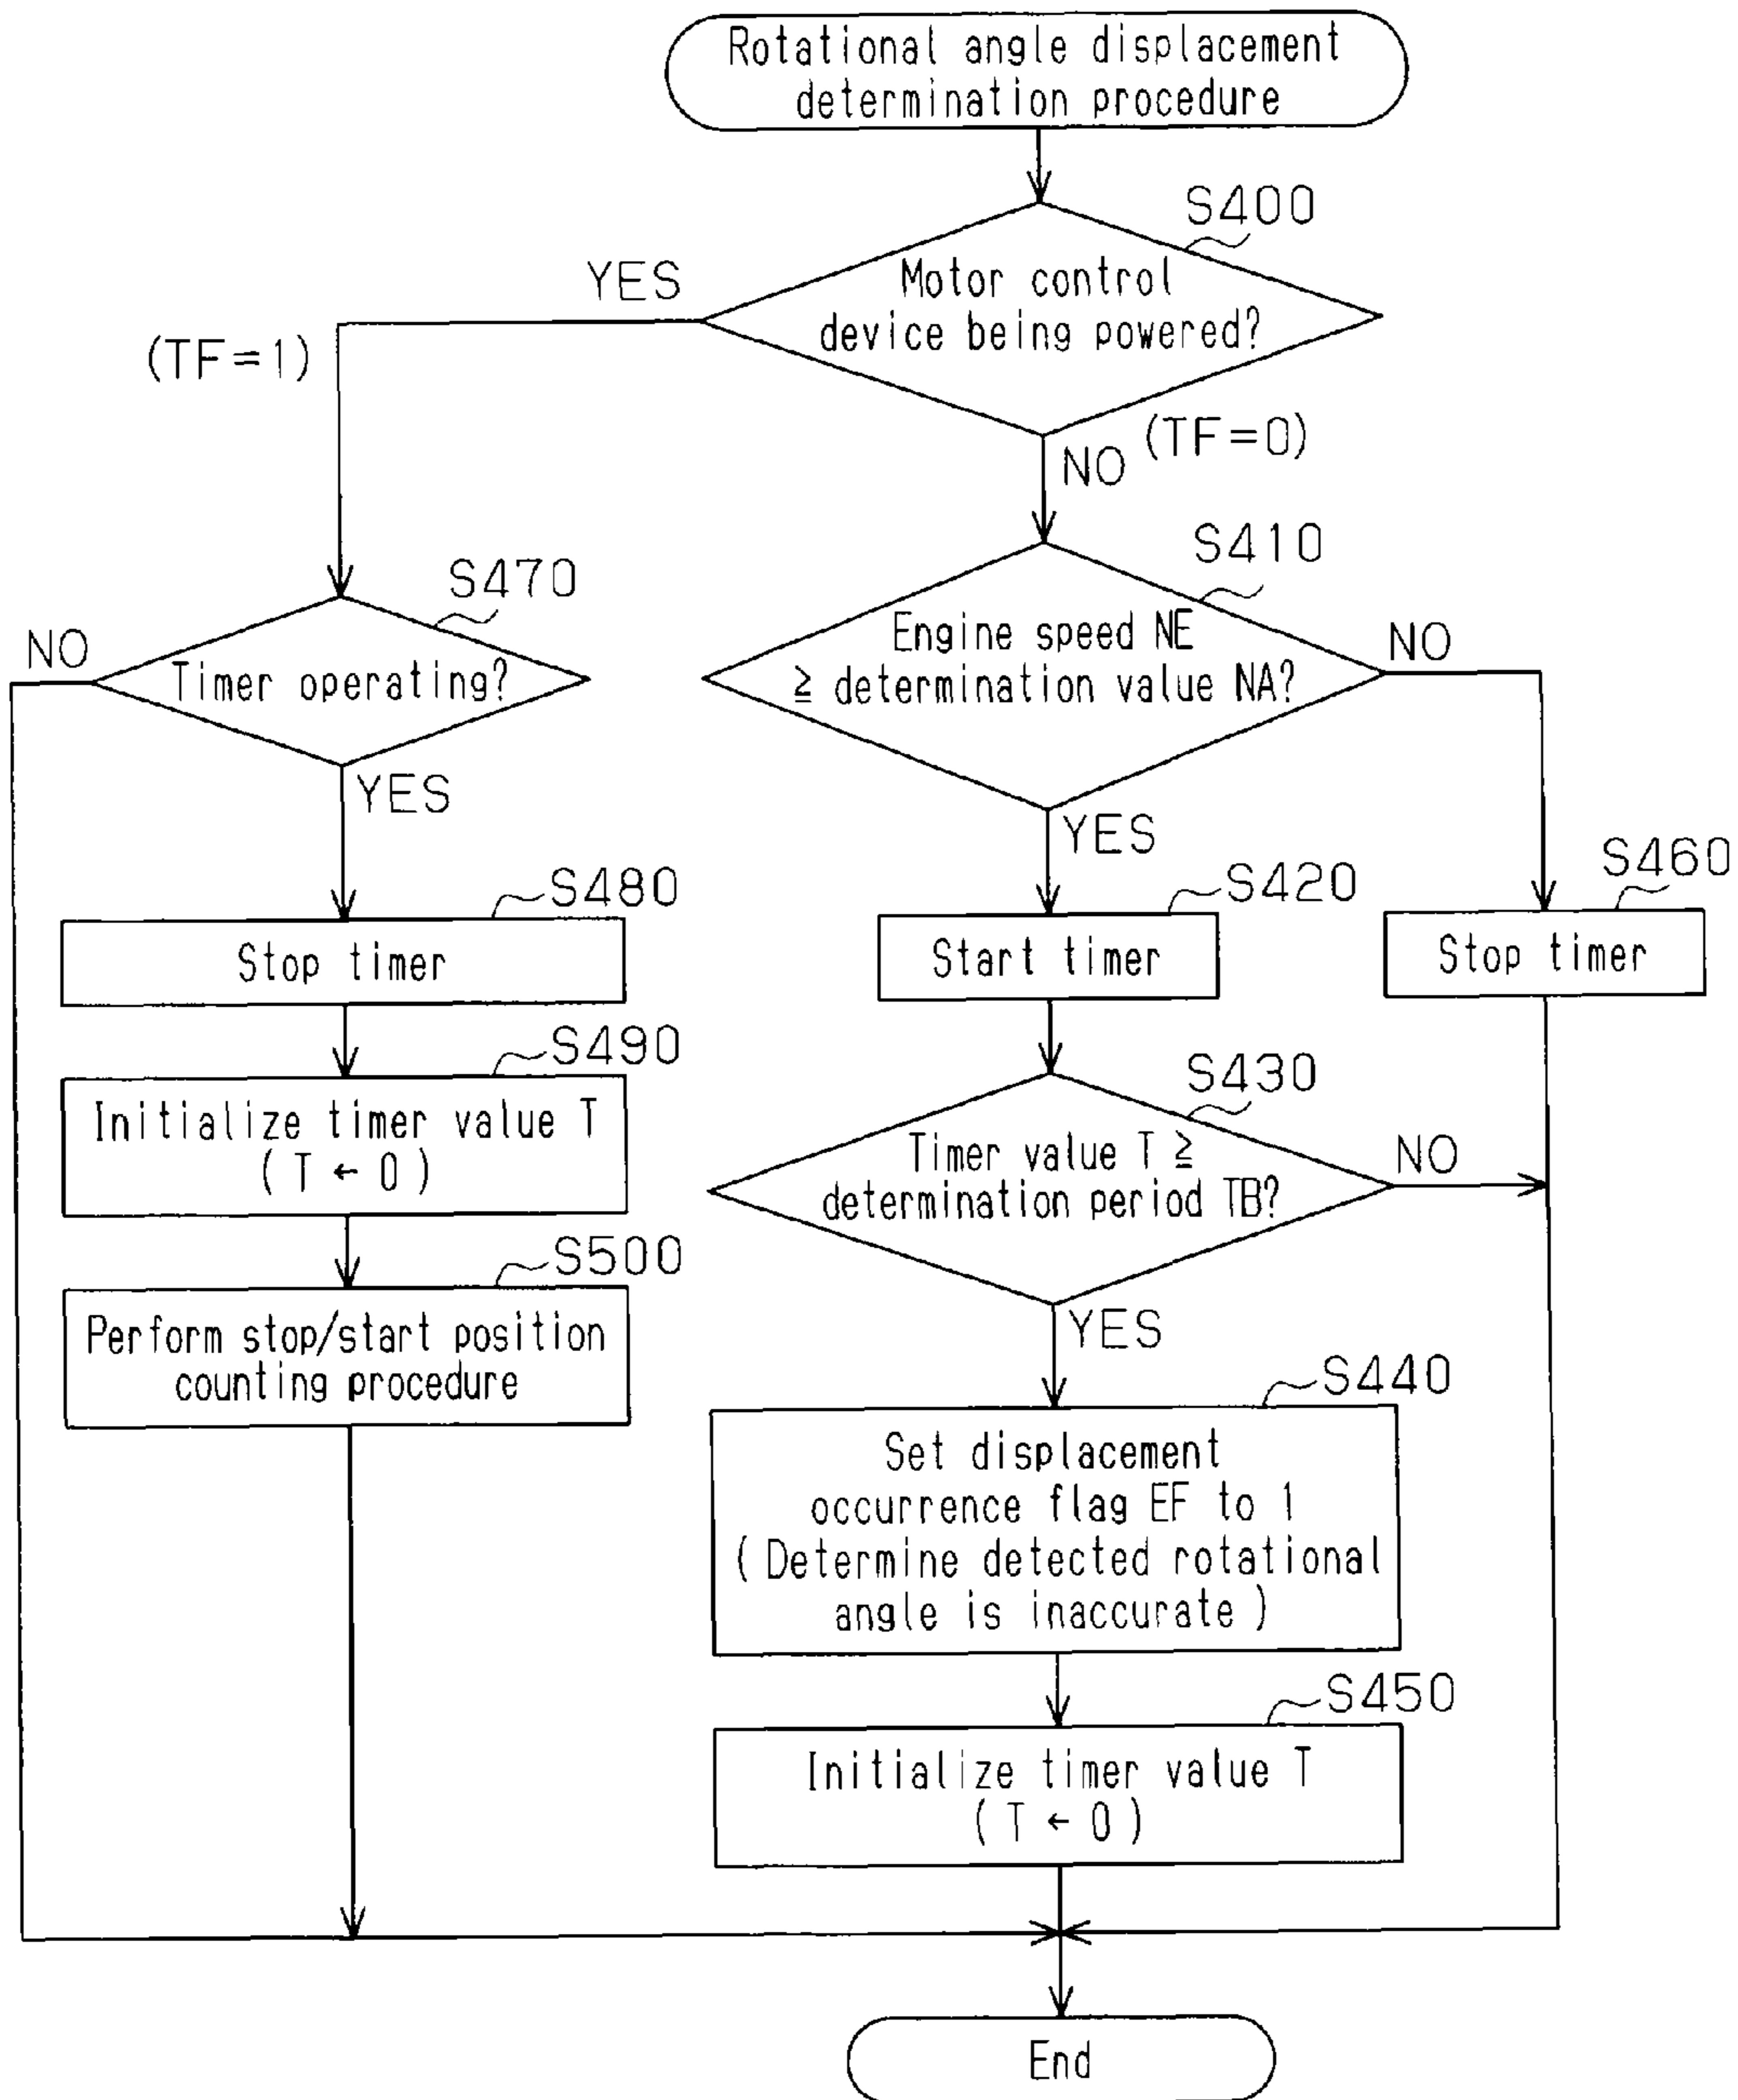 Rotational angle displacement
determination procedure
S400
Motor control
device being powered?
YES
(TF=1)
NO
(TF=0)
S410
Engine speed NE
≧ determination value NA?
NO
YES
S470
Timer operating?
NO
YES
S480
Stop timer
S490
Initialize timer value T
(T ← 0)
S500
Perform stop/start position
counting procedure
S420
Start timer
S460
Stop timer
S430
Timer value T ≧
determination period TB?
NO
YES
S440
Set displacement
occurrence flag EF to 1
(Determine detected rotational
angle is inaccurate)
S450
Initialize timer value T
(T ← 0)
End